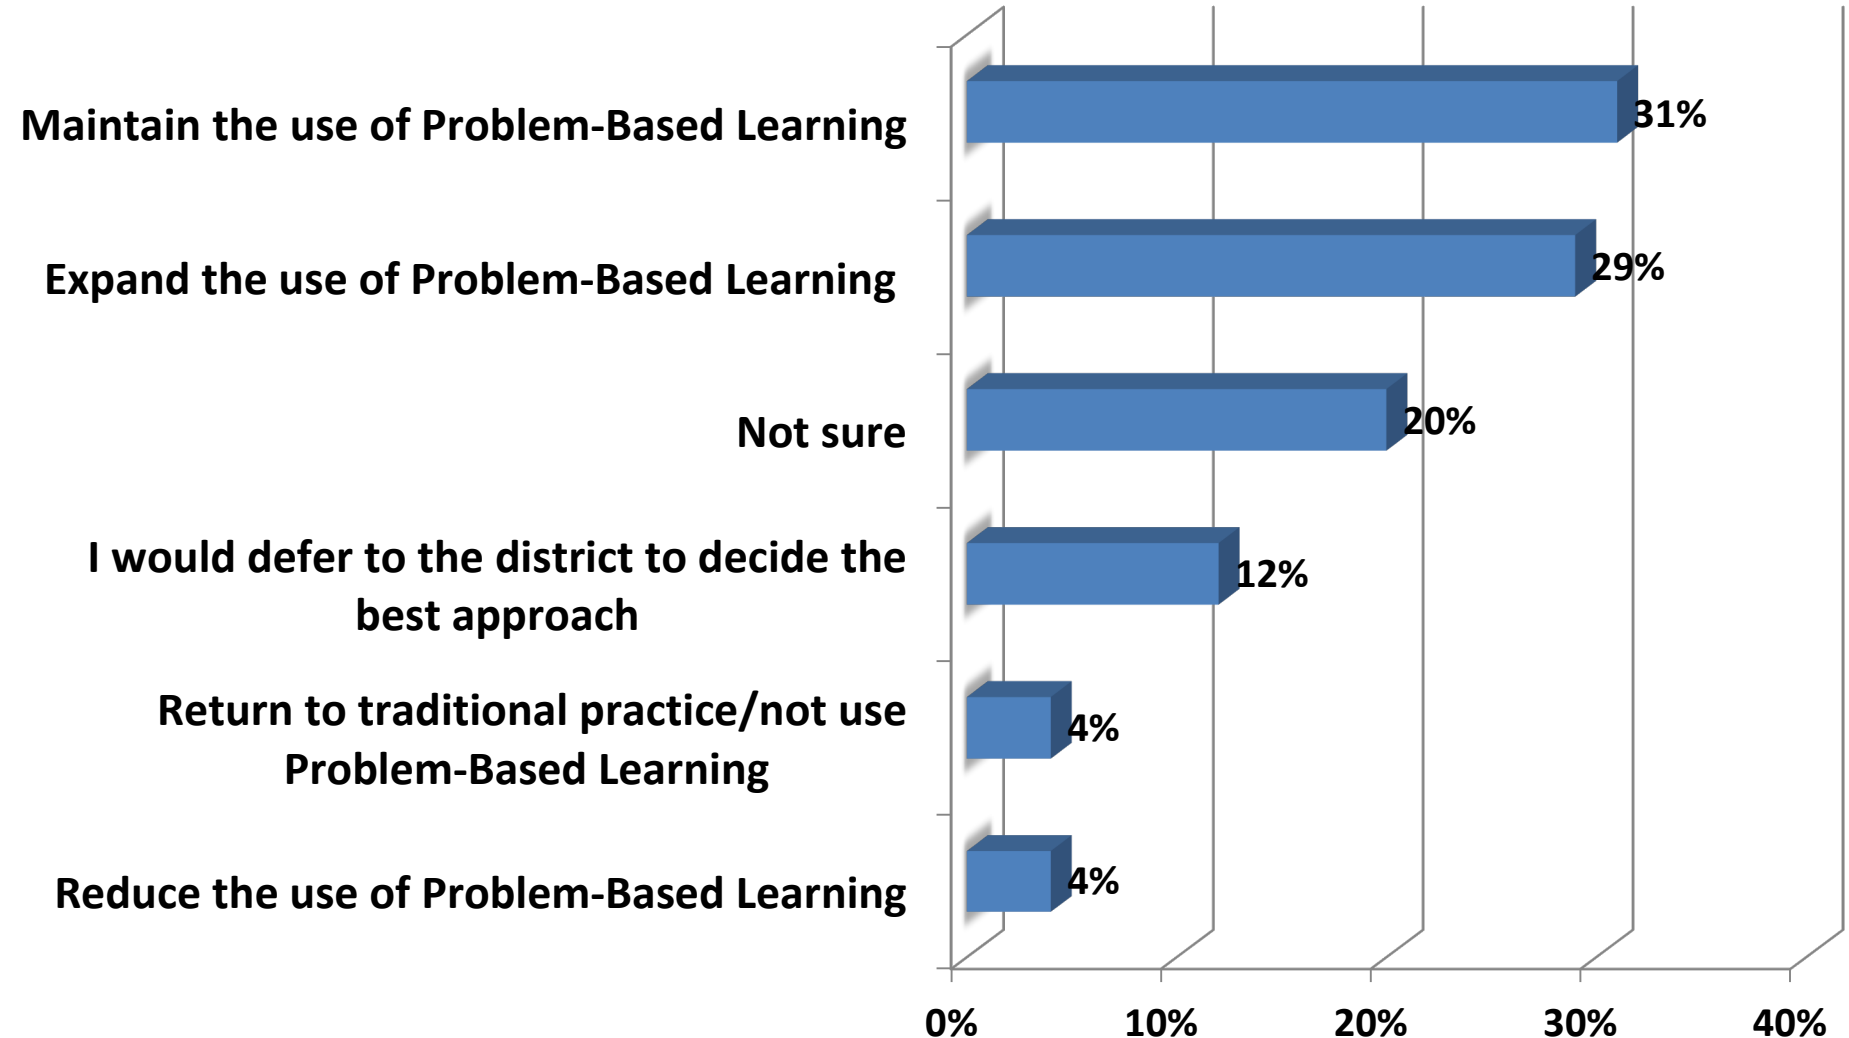 Maintain the use of Problem-Based Learning
31%
Expand the use of Problem-Based Learning
29%
Not sure
20%
I would defer to the district to decide the
best approach
12%
Return to traditional practice/not use
Problem-Based Learning
4%
Reduce the use of Problem-Based Learning
4%
0% 10% 20% 30% 40%